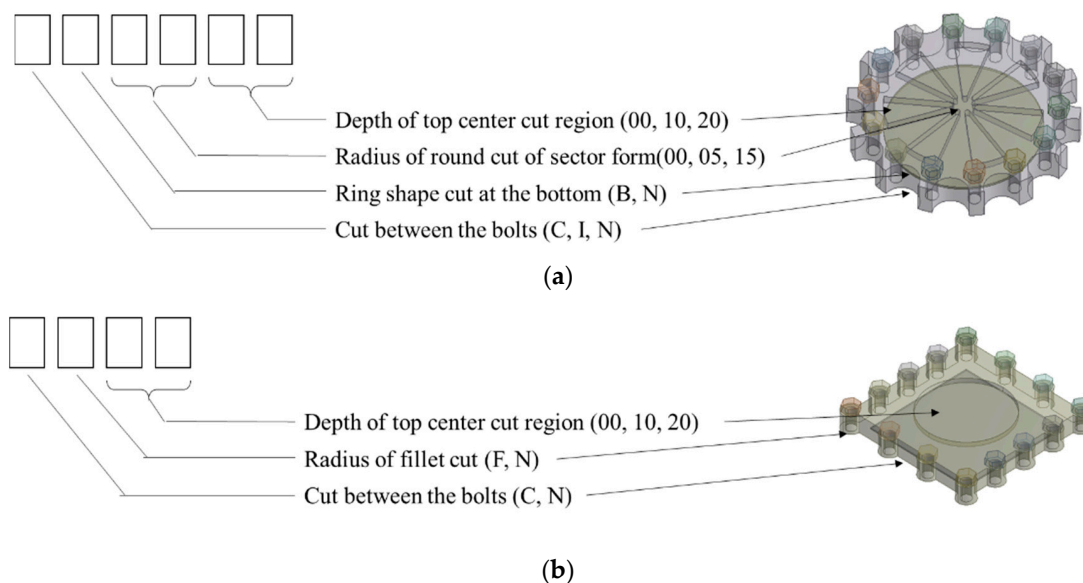 Depth of top center cut region (00, 10, 20)
Radius of round cut of sector form(00, 05, 15)
Ring shape cut at the bottom (B, N)
Cut between the bolts (C, I, N)
(a)
Depth of top center cut region (00, 10, 20)
Radius of fillet cut (F, N)
Cut between the bolts (C, N)
(b)